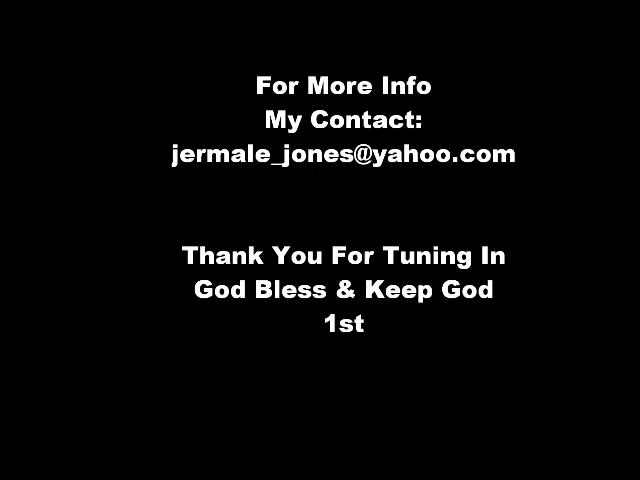 For More Info
My Contact:
jermale_jones@yahoo.com
Thank You For Tuning In
God Bless & Keep God
1st